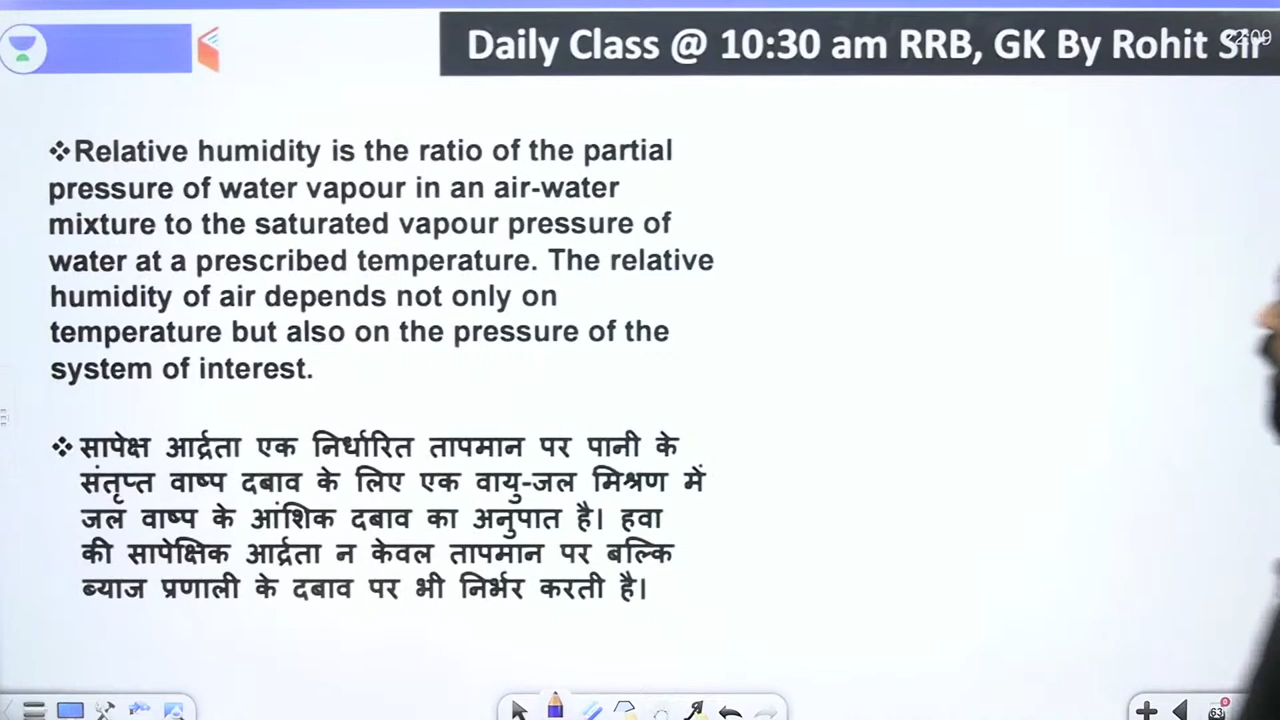 Daily Class @ 10:30 am RRB, GK By Rohit Sir
❖Relative humidity is the ratio of the partial
pressure of water vapour in an air-water
mixture to the saturated vapour pressure of
water at a prescribed temperature. The relative
humidity of air depends not only on
temperature but also on the pressure of the
system of interest.
❖ सापेक्ष आर्द्रता एक निर्धारित तापमान पर पानी के
संतृप्त वाष्प दबाव के लिए एक वायु-जल मिश्रण में
जल वाष्प के आंशिक दबाव का अनुपात है। हवा
की सापेक्षिक आर्द्रता न केवल तापमान पर बल्कि
ब्याज प्रणाली के दबाव पर भी निर्भर करती है।
63